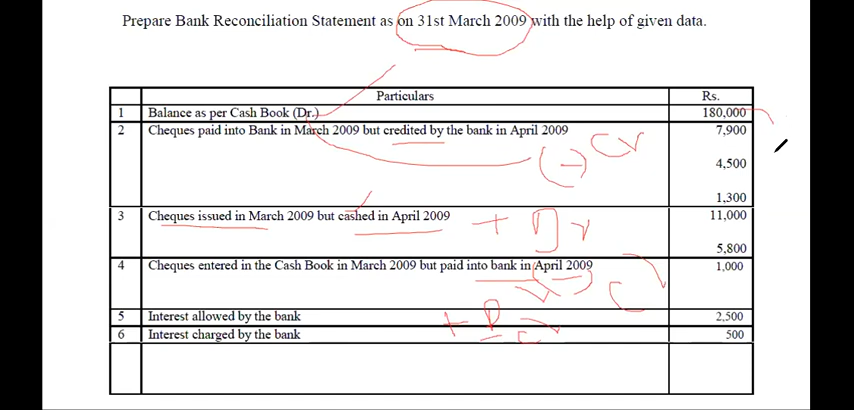 Prepare Bank Reconciliation Statement as on 31st March 2009 with the help of given data.
Particulars Rs.
1 Balance as per Cash Book (Dr.) 180,000
2 Cheques paid into Bank in March 2009 but credited by the bank in April 2009 7,900
4,500
1,300
3 Cheques issued in March 2009 but cashed in April 2009 11,000
5,800
4 Cheques entered in the Cash Book in March 2009 but paid into bank in April 2009 1,000
5 Interest allowed by the bank 2,500
6 Interest charged by the bank 500